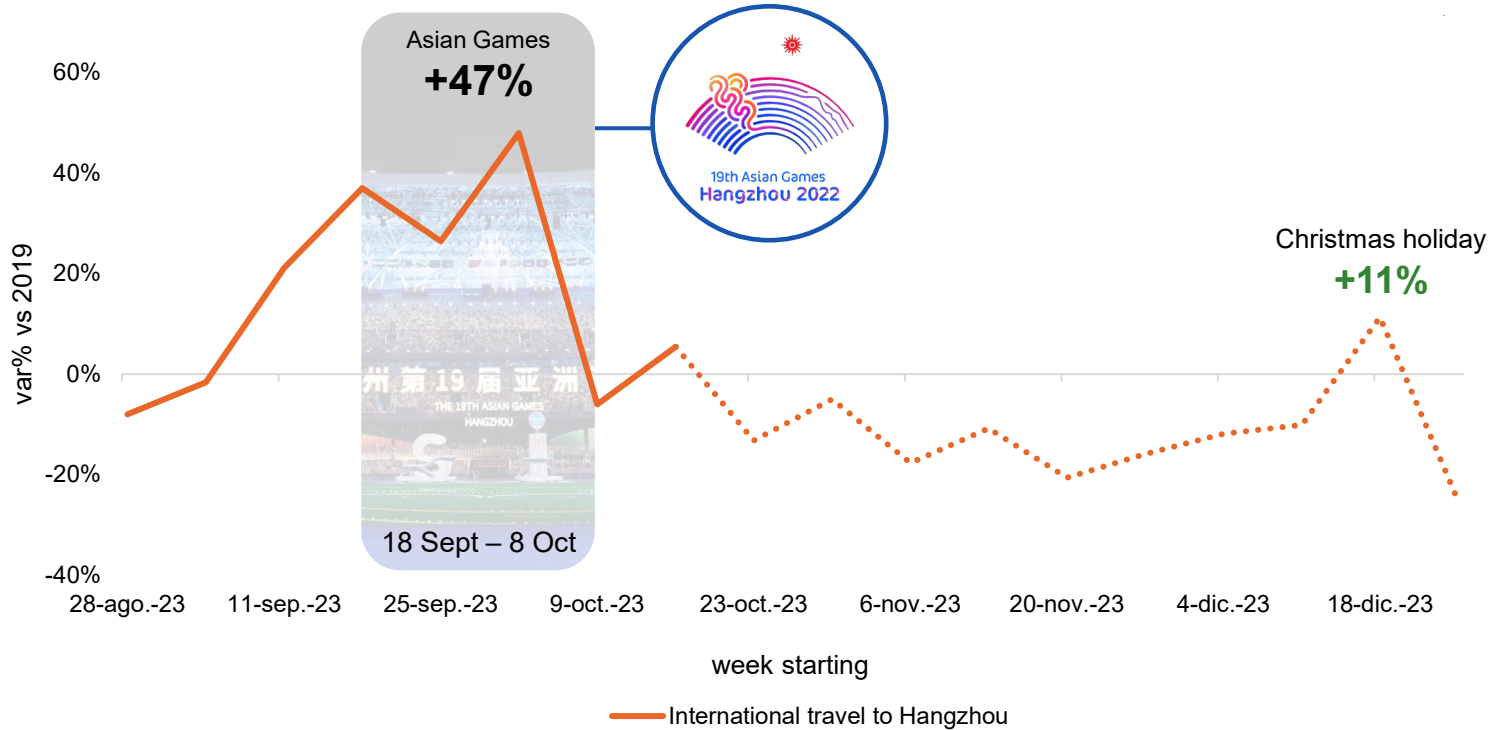 Asian Games
+47%
19th Asian Games
Hangzhou 2022
Christmas holiday
+11%
var% vs 2019
60%
40%
20%
0%
-20%
-40%
州 第 19 届 亚 洲
THE 19TH ASIAN GAMES
HANGZHOU
18 Sept – 8 Oct
28-ago.-23
11-sep.-23
25-sep.-23
9-oct.-23
23-oct.-23
6-nov.-23
20-nov.-23
4-dic.-23
18-dic.-23
week starting
International travel to Hangzhou